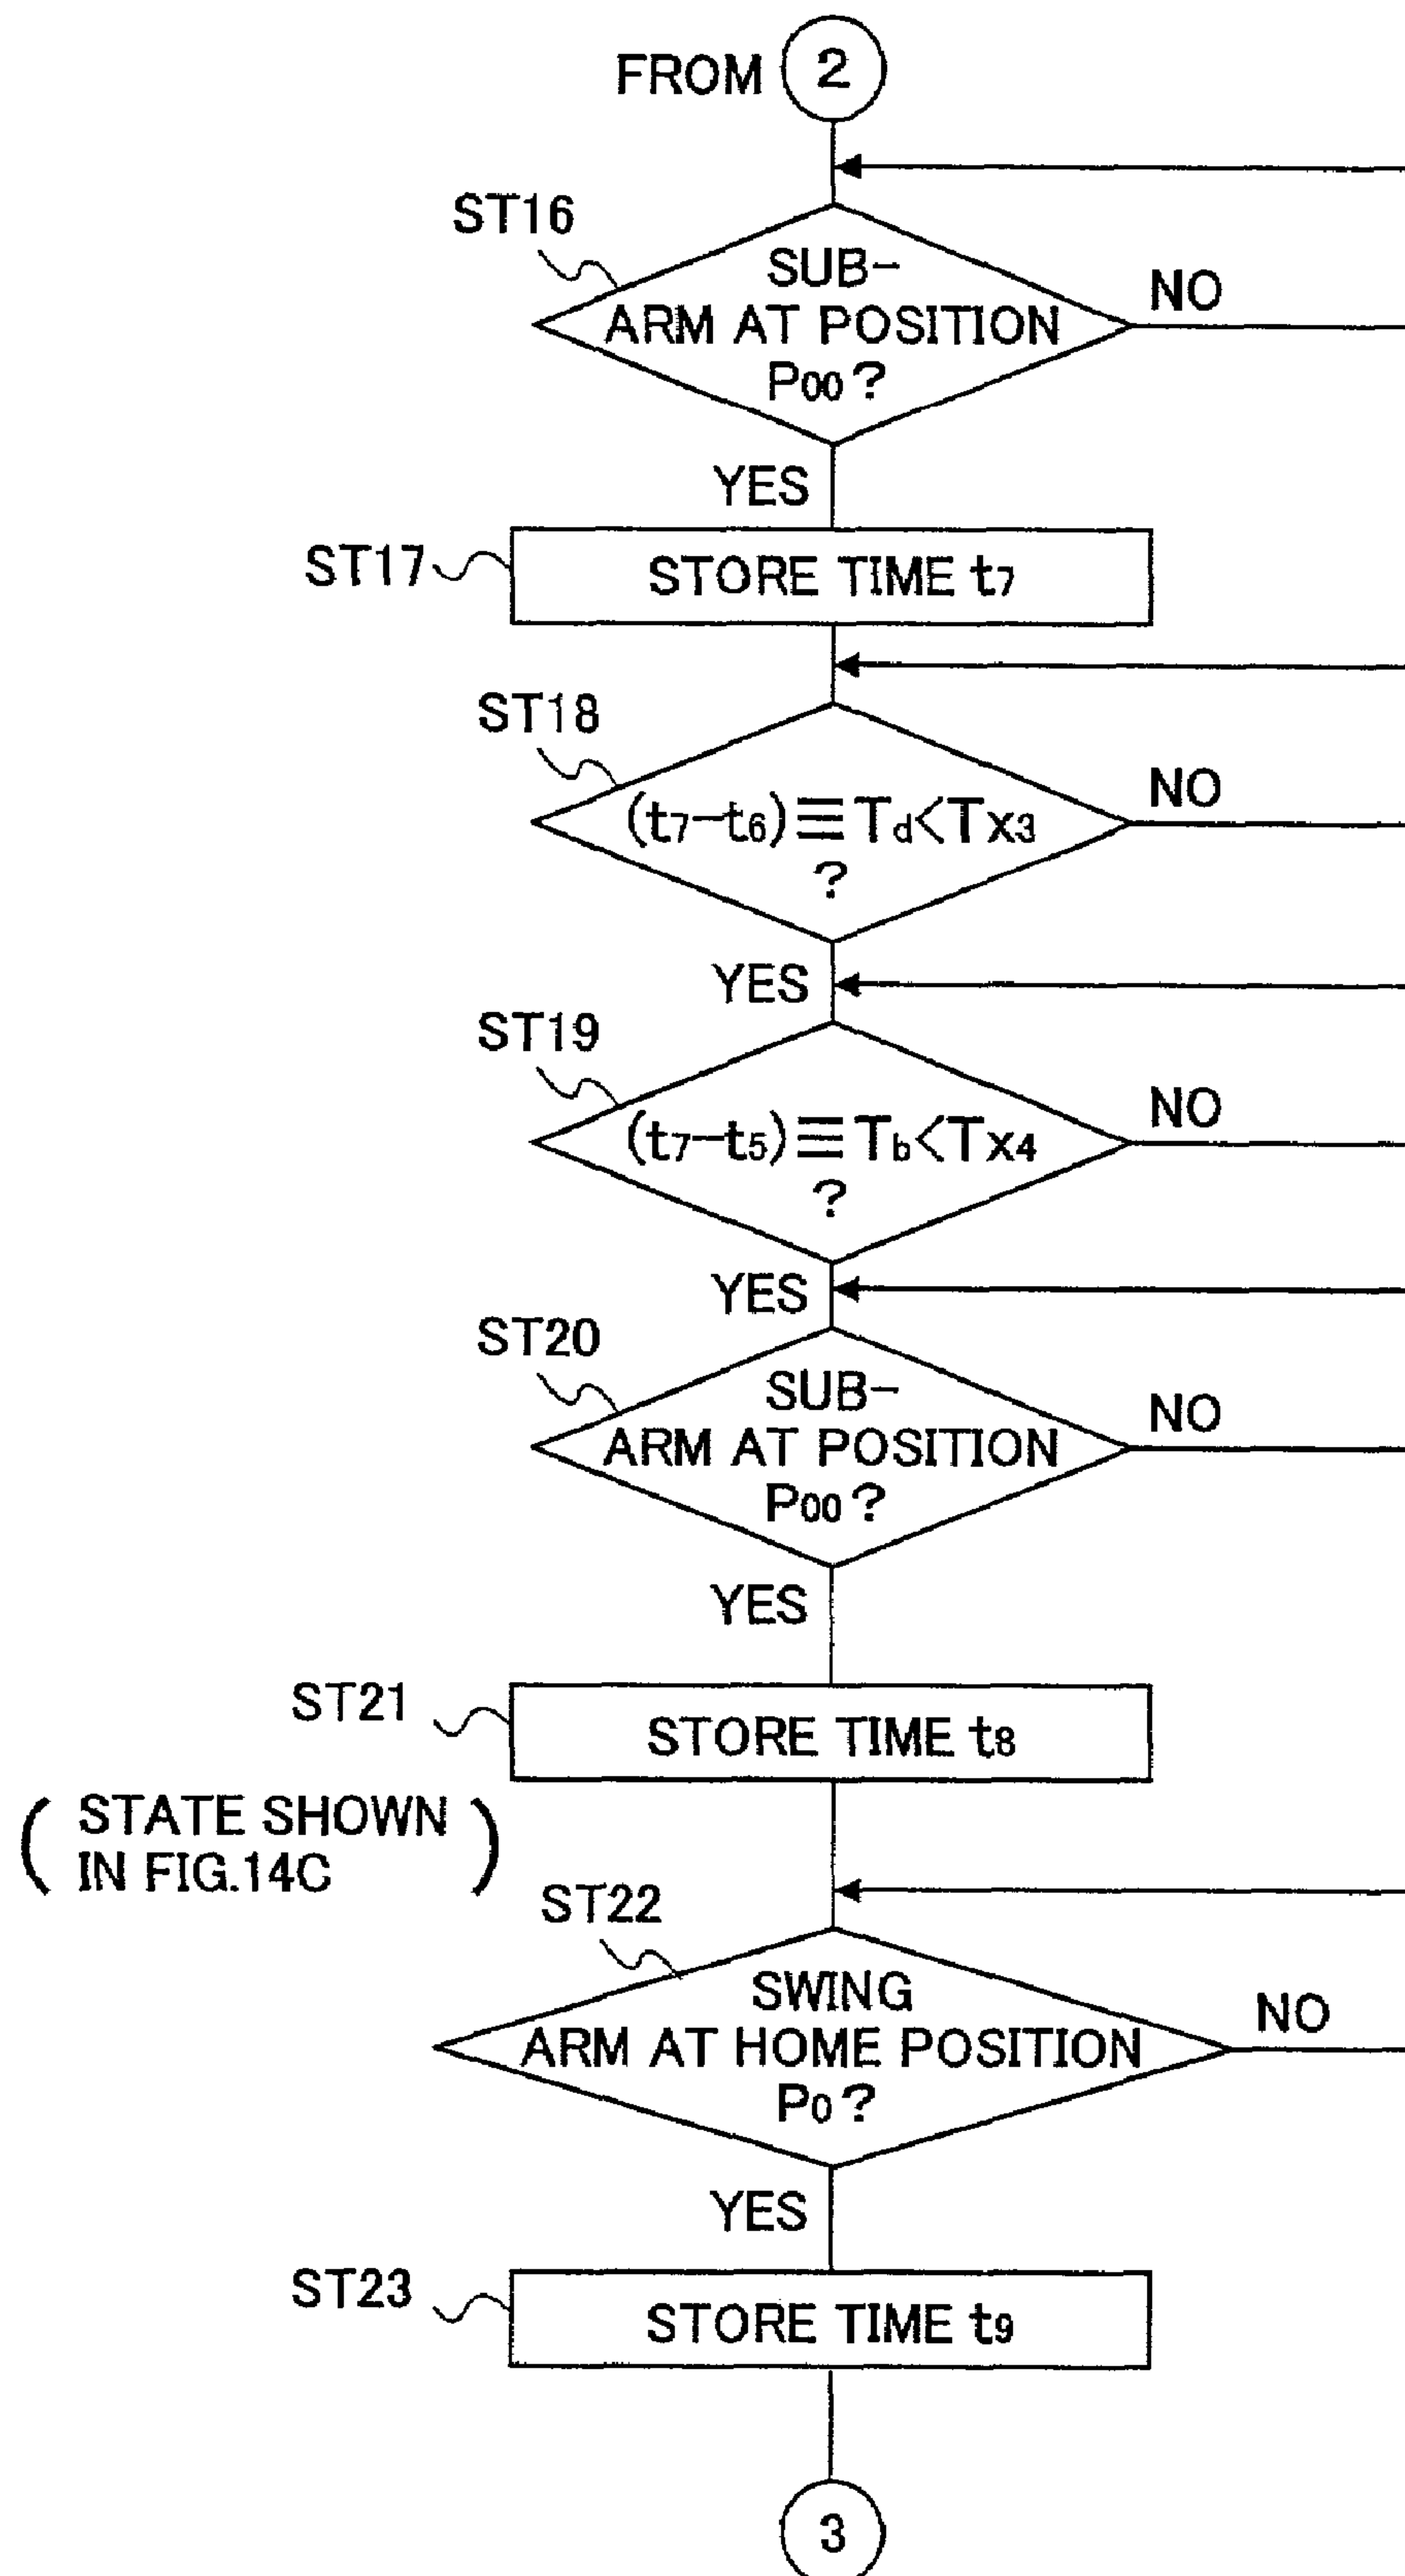 FROM 2
ST16
SUB-
ARM AT POSITION
P00?
NO
YES
ST17
STORE TIME t7
ST18
(t7-t6)≡Td<Tx3
?
NO
YES
ST19
(t7-t5)≡Tb<Tx4
?
NO
YES
ST20
SUB-
ARM AT POSITION
P00?
NO
YES
ST21
STORE TIME t8
( STATE SHOWN
IN FIG.14C )
ST22
SWING
ARM AT HOME POSITION
P0?
NO
YES
ST23
STORE TIME t9
3